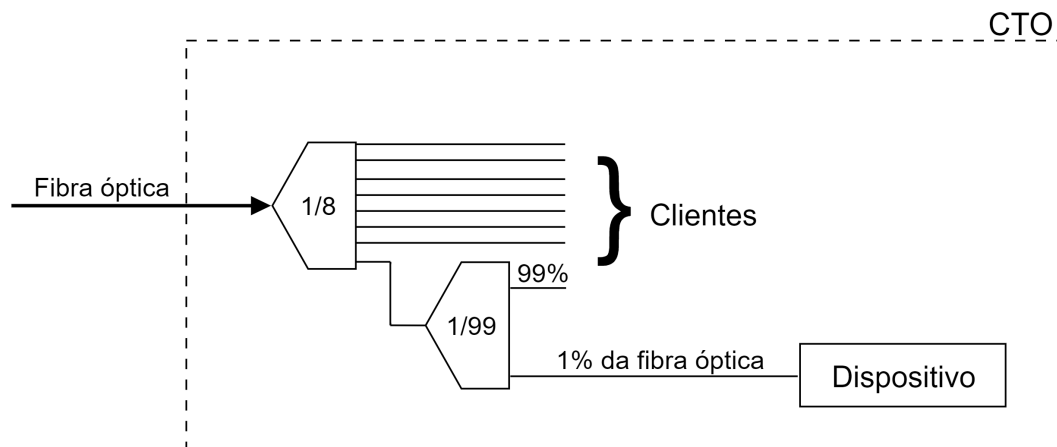 CTO
Fibra óptica
1/8
Clientes
99%
1/99
1% da fibra óptica
Dispositivo